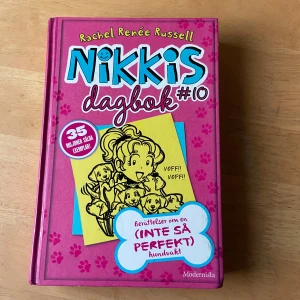 Rachel Renée Russell
NIKKIS
dagbok #10
35
MILJONER SÅLDA
EXEMPLAR!
VOFF!!
VOFF!!
Berättelser om en
(INTE SÅ
PERFEKT)
hundvakt
Modernista